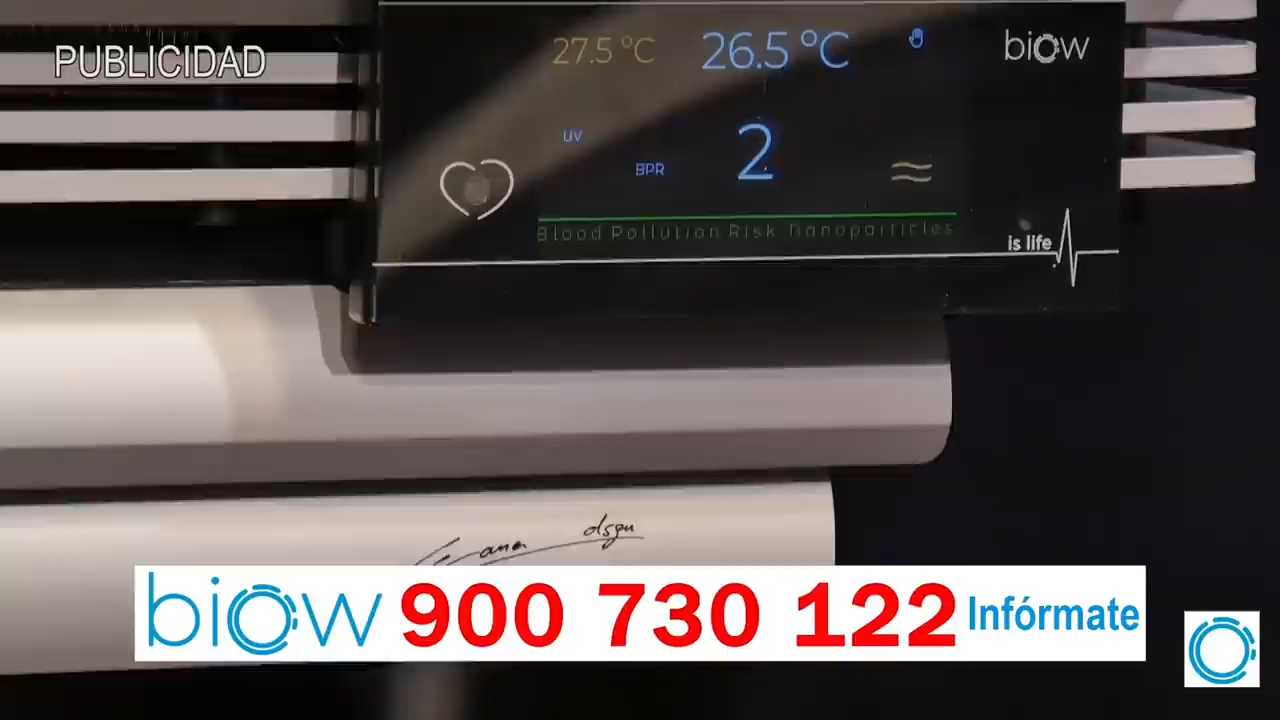 PUBLICIDAD
27.5 °C 26.5 °C
biow
UV
2
BPR
Blood Pollution Risk Nanoparticles
is life
biow 900 730 122 Infórmate